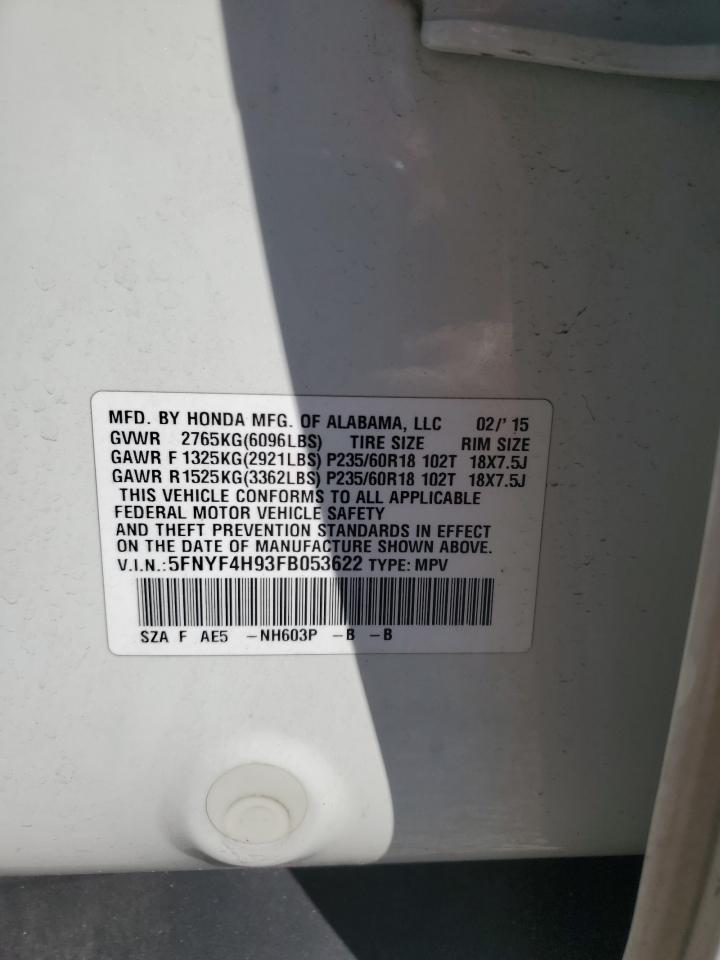 MFD. BY HONDA MFG. OF ALABAMA, LLC 02/'15
GVWR 2765KG(6096LBS) TIRE SIZE RIM SIZE
GAWR F 1325KG(2921LBS) P235/60R18 102T 18X7.5J
GAWR R 1525KG(3362LBS) P235/60R18 102T 18X7.5J
THIS VEHICLE CONFORMS TO ALL APPLICABLE
FEDERAL MOTOR VEHICLE SAFETY
AND THEFT PREVENTION STANDARDS IN EFFECT
ON THE DATE OF MANUFACTURE SHOWN ABOVE.
V.I.N.:5FNYF4H93FB053622 TYPE: MPV
SZA F AE5 -NH603P -B -B